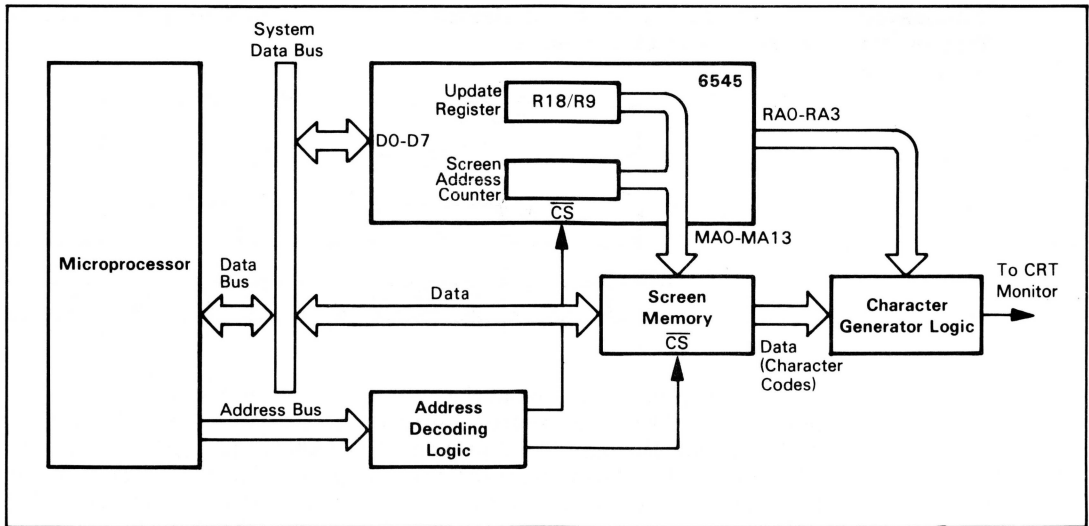 System
Data Bus
6545
Update
Register
R18/R9
RA0-RA3
D0-D7
Screen
Address
Counter
CS
MA0-MA13
Microprocessor
Data
Bus
Data
Screen
Memory
CS
Character
Generator Logic
To CRT
Monitor
Data
(Character
Codes)
Address Bus
Address
Decoding
Logic